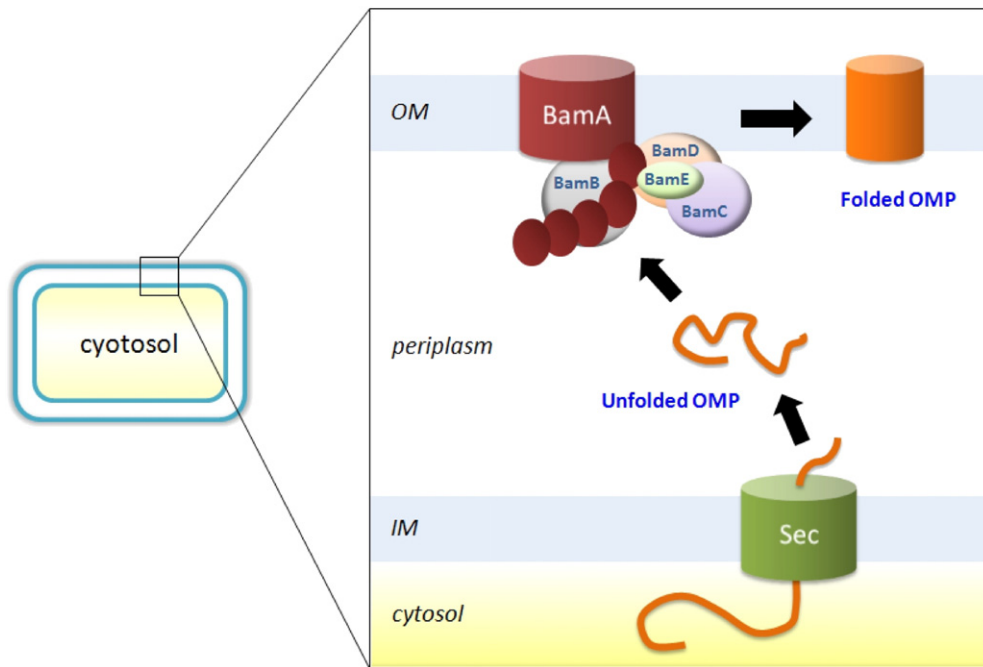 OM
BamA
BamD
BamB
BamE
BamC
Folded OMP
cyotosol
periplasm
Unfolded OMP
IM
Sec
cytosol